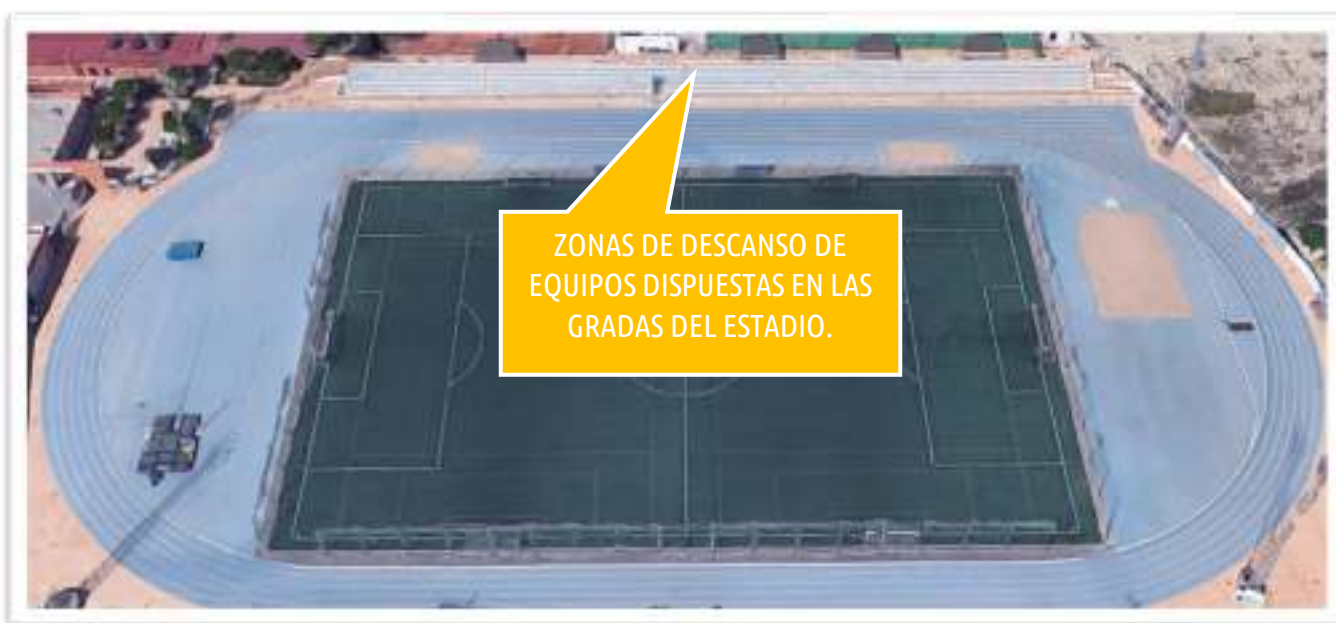 ZONAS DE DESCANSO DE
EQUIPOS DISPUESTAS EN LAS
GRADAS DEL ESTADIO.